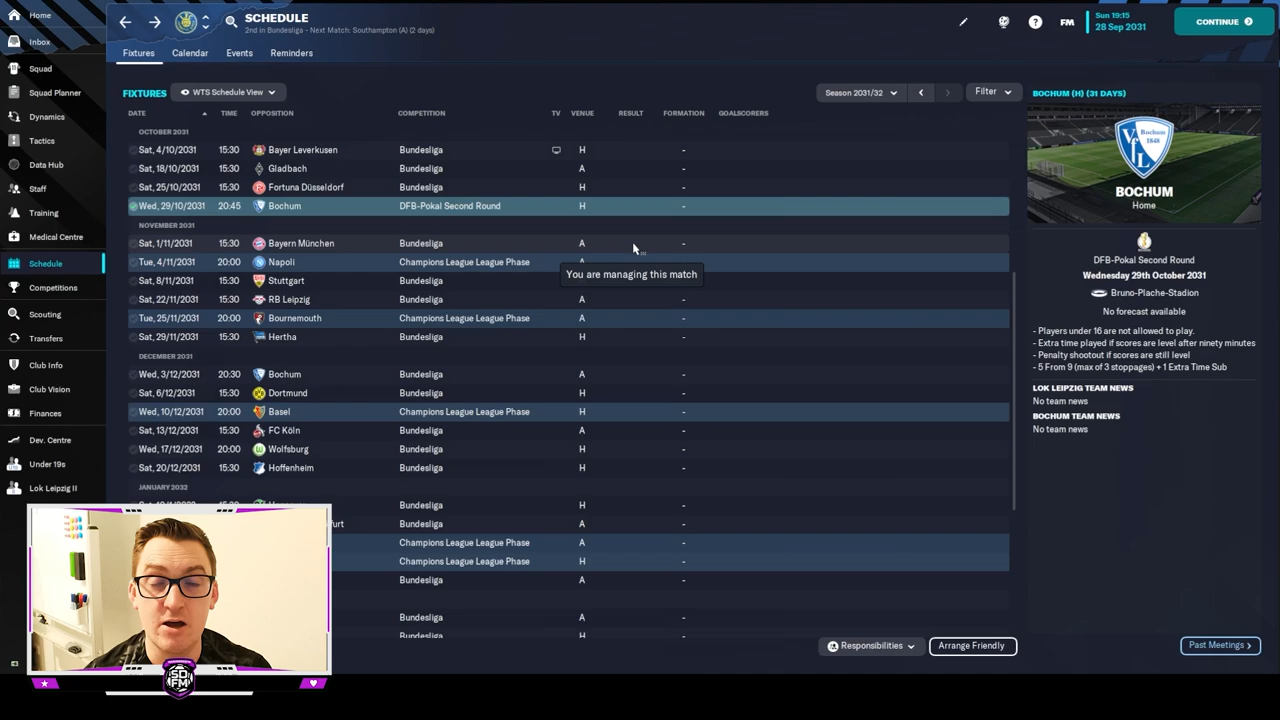 Home
SCHEDULE
2nd in Bundesliga - Next Match: Southampton (A) (2 days)
FM
Sun 19:15
28 Sep 2031
CONTINUE
Inbox
Squad
Squad Planner
Dynamics
Tactics
Data Hub
Staff
Training
Medical Centre
Schedule
Competitions
Scouting
Transfers
Club Info
Club Vision
Finances
Dev. Centre
Under 19s
Lok Leipzig II
Fixtures Calendar Events Reminders
FIXTURES WTS Schedule View Season 2031/32 Filter
DATE TIME OPPOSITION COMPETITION TV VENUE RESULT FORMATION GOALSCORERS
OCTOBER 2031
Sat, 4/10/2031 15:30 Bayer Leverkusen Bundesliga H -
Sat, 18/10/2031 15:30 Gladbach Bundesliga A -
Sat, 25/10/2031 15:30 Fortuna Düsseldorf Bundesliga H -
Wed, 29/10/2031 20:45 Bochum DFB-Pokal Second Round H -
NOVEMBER 2031
Sat, 1/11/2031 15:30 Bayern München Bundesliga A -
Tue, 4/11/2031 20:00 Napoli Champions League League Phase -
You are managing this match
Sat, 8/11/2031 15:30 Stuttgart Bundesliga
Sat, 22/11/2031 15:30 RB Leipzig Bundesliga A -
Tue, 25/11/2031 20:00 Bournemouth Champions League League Phase A -
Sat, 29/11/2031 15:30 Hertha Bundesliga H -
DECEMBER 2031
Wed, 3/12/2031 20:30 Bochum Bundesliga A -
Sat, 6/12/2031 15:30 Dortmund Bundesliga H -
Wed, 10/12/2031 20:00 Basel Champions League League Phase H -
Sat, 13/12/2031 15:30 FC Köln Bundesliga A -
Wed, 17/12/2031 20:00 Wolfsburg Bundesliga H -
Sat, 20/12/2031 15:30 Hoffenheim Bundesliga H -
JANUARY 2032
Bundesliga H -
furt Bundesliga A -
Champions League League Phase A -
Champions League League Phase H -
Bundesliga A -
Bundesliga A -
Bundesliga H -
Responsibilities Arrange Friendly
BOCHUM (H) (31 DAYS)
VfL
Bochum
1848
BOCHUM
Home
DFB-Pokal Second Round
Wednesday 29th October 2031
Bruno-Plache-Stadion
No forecast available
- Players under 16 are not allowed to play.
- Extra time played if scores are level after ninety minutes
- Penalty shootout if scores are still level
- 5 From 9 (max of 3 stoppages) + 1 Extra Time Sub
LOK LEIPZIG TEAM NEWS
No team news
BOCHUM TEAM NEWS
No team news
Past Meetings
SD
FM